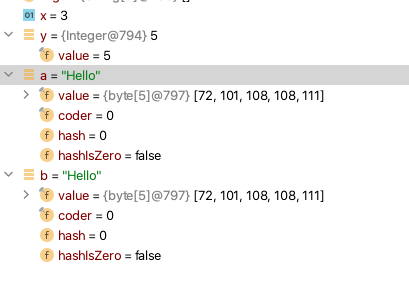 x = 3
y = {Integer@794} 5
value = 5
a = "Hello"
value = {byte[5]@797} [72, 101, 108, 108, 111]
coder = 0
hash = 0
hashIsZero = false
b = "Hello"
value = {byte[5]@797} [72, 101, 108, 108, 111]
coder = 0
hash = 0
hashIsZero = false